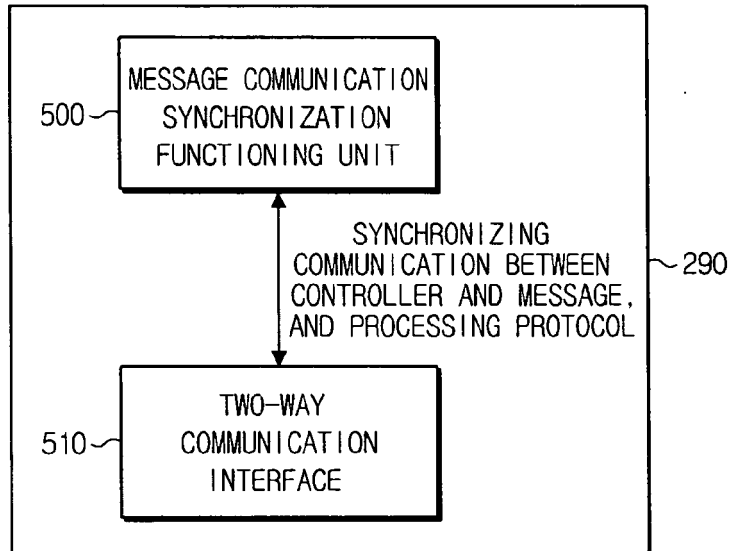 MESSAGE COMMUNICATION
SYNCHRONIZATION
FUNCTIONING UNIT
500
SYNCHRONIZING
COMMUNICATION BETWEEN
CONTROLLER AND MESSAGE,
AND PROCESSING PROTOCOL
290
TWO-WAY
COMMUNICATION
INTERFACE
510